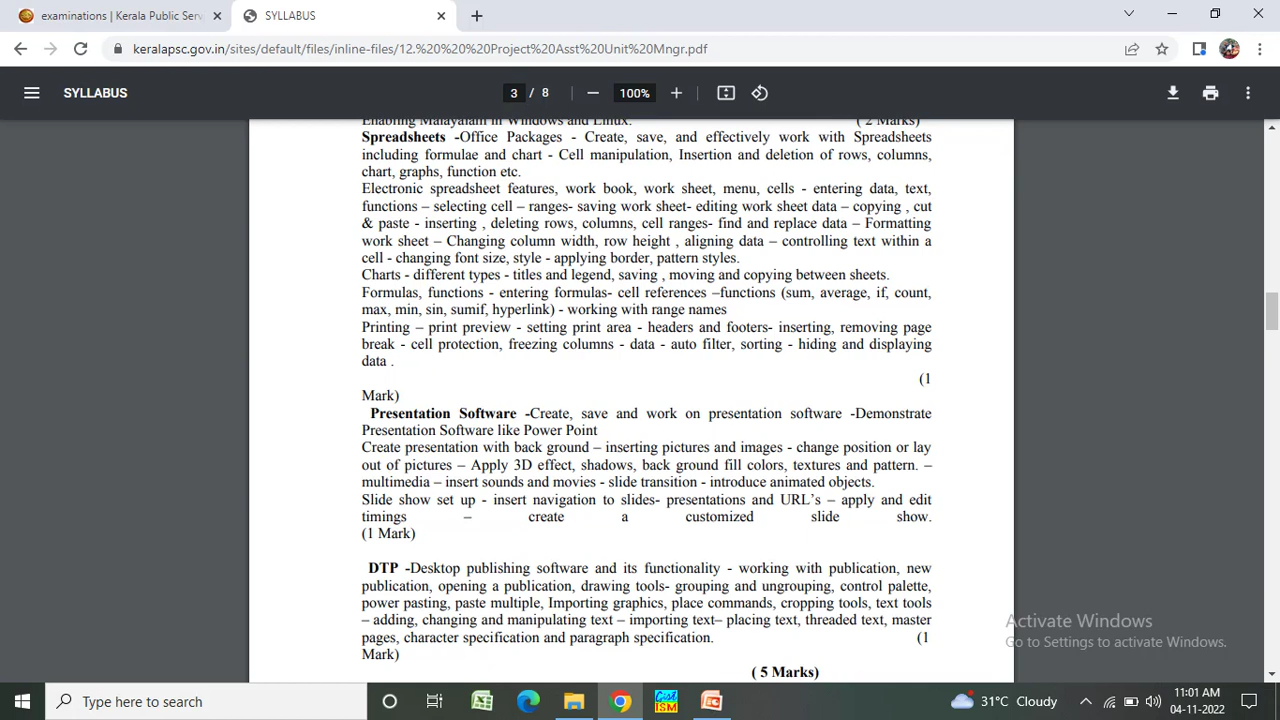 examinations | Kerala Public Serv
SYLLABUS
keralapsc.gov.in/sites/default/files/inline-files/12.%20%20%20Project%20Asst%20Unit%20Mngr.pdf
SYLLABUS
3 / 8
100%
Enabling Malayalam in Windows and Linux. ( 2 Marks)
Spreadsheets -Office Packages - Create, save, and effectively work with Spreadsheets
including formulae and chart - Cell manipulation, Insertion and deletion of rows, columns,
chart, graphs, function etc.
Electronic spreadsheet features, work book, work sheet, menu, cells - entering data, text,
functions – selecting cell – ranges- saving work sheet- editing work sheet data – copying , cut
& paste - inserting , deleting rows, columns, cell ranges- find and replace data – Formatting
work sheet – Changing column width, row height , aligning data – controlling text within a
cell - changing font size, style - applying border, pattern styles.
Charts - different types - titles and legend, saving , moving and copying between sheets.
Formulas, functions - entering formulas- cell references –functions (sum, average, if, count,
max, min, sin, sumif, hyperlink) - working with range names
Printing – print preview - setting print area - headers and footers- inserting, removing page
break - cell protection, freezing columns - data - auto filter, sorting - hiding and displaying
data .
(1
Mark)
Presentation Software -Create, save and work on presentation software -Demonstrate
Presentation Software like Power Point
Create presentation with back ground – inserting pictures and images - change position or lay
out of pictures – Apply 3D effect, shadows, back ground fill colors, textures and pattern. –
multimedia – insert sounds and movies - slide transition - introduce animated objects.
Slide show set up - insert navigation to slides- presentations and URL's – apply and edit
timings – create a customized slide show.
(1 Mark)
DTP -Desktop publishing software and its functionality - working with publication, new
publication, opening a publication, drawing tools- grouping and ungrouping, control palette,
power pasting, paste multiple, Importing graphics, place commands, cropping tools, text tools
– adding, changing and manipulating text – importing text– placing text, threaded text, master
pages, character specification and paragraph specification. (1
Mark)
( 5 Marks)
Activate Windows
Go to Settings to activate Windows.
Type here to search
Gist
ISM
31°C Cloudy
11:01 AM
04-11-2022